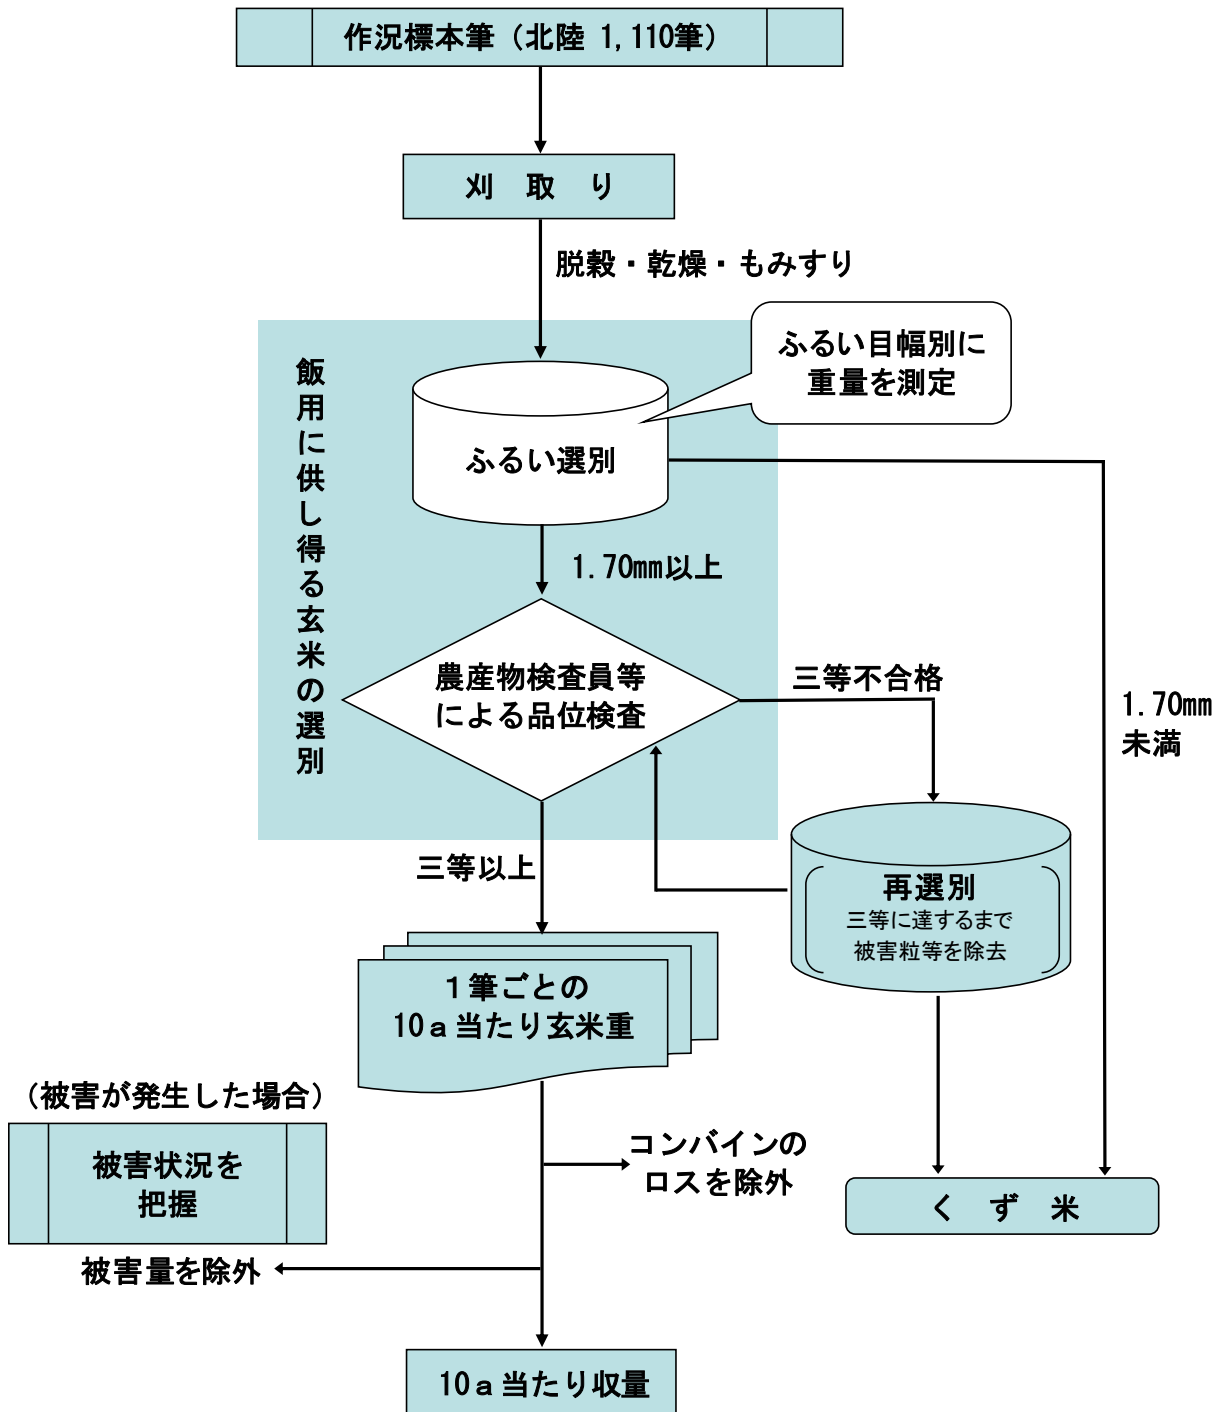 作況標本筆（北陸 1,110筆）
刈　取　り
脱穀・乾燥・もみすり
ふるい目幅別に
重量を測定
飯用に供し得る玄米の選別
ふるい選別
1.70mm以上
農産物検査員等
による品位検査
三等不合格
1.70mm
未満
三等以上
再選別
三等に達するまで
被害粒等を除去
１筆ごとの
10ａ当たり玄米重
（被害が発生した場合）
被害状況を
把握
コンバインの
ロスを除外
く　ず　米
被害量を除外
10ａ当たり収量